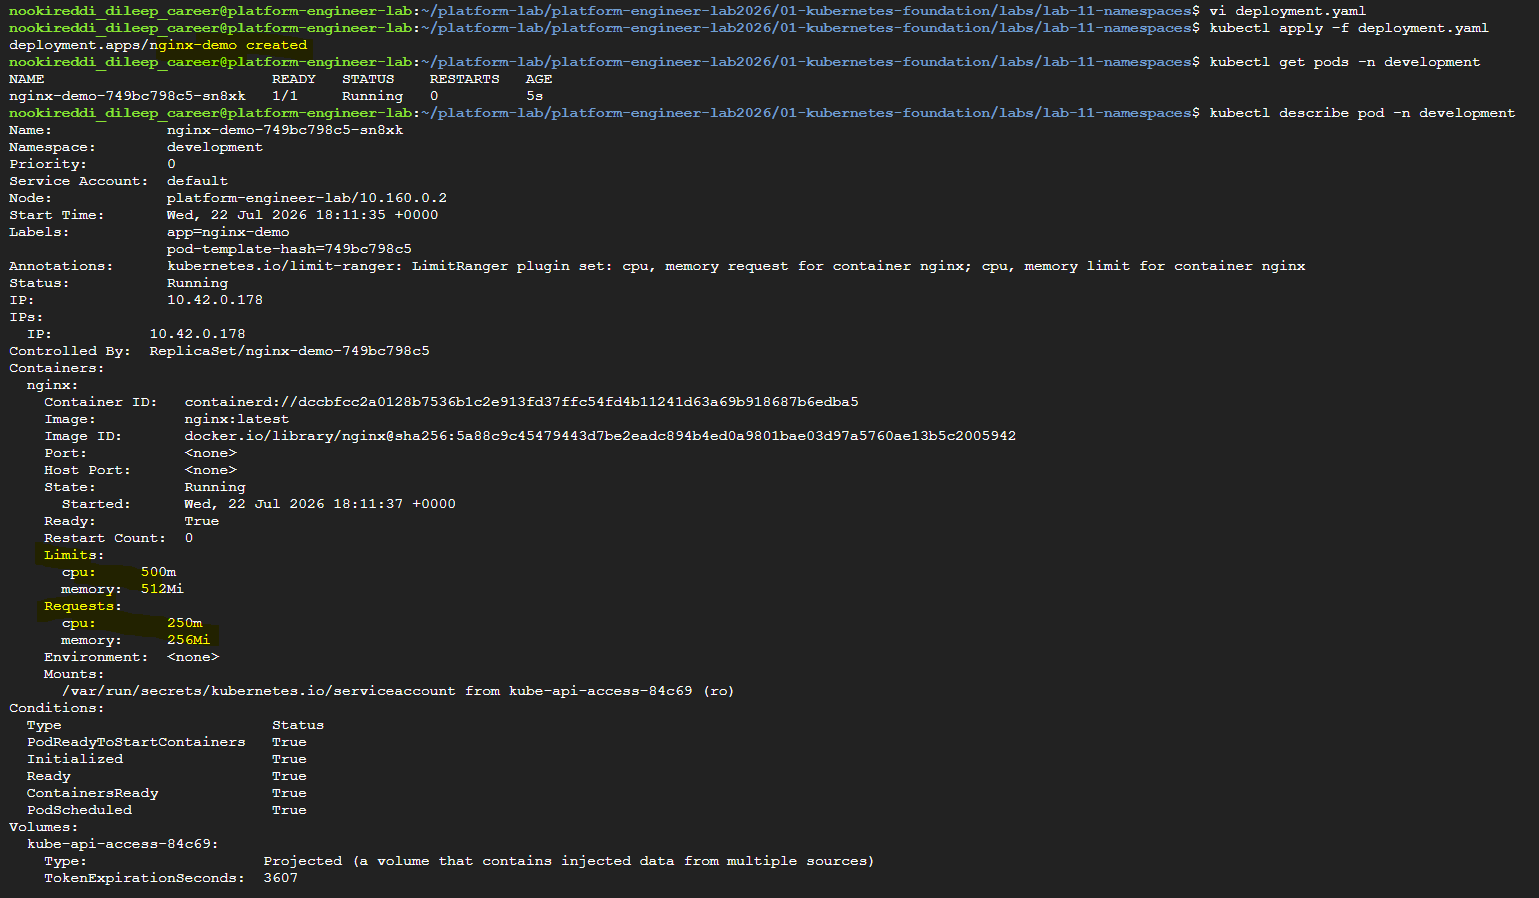 nookireddi_dileep_career@platform-engineer-lab:~/platform-lab/platform-engineer-lab2026/01-kubernetes-foundation/labs/lab-11-namespaces$ vi deployment.yaml
nookireddi_dileep_career@platform-engineer-lab:~/platform-lab/platform-engineer-lab2026/01-kubernetes-foundation/labs/lab-11-namespaces$ kubectl apply -f deployment.yaml
deployment.apps/nginx-demo created
nookireddi_dileep_career@platform-engineer-lab:~/platform-lab/platform-engineer-lab2026/01-kubernetes-foundation/labs/lab-11-namespaces$ kubectl get pods -n development
NAME                          READY   STATUS    RESTARTS   AGE
nginx-demo-749bc798c5-sn8xk   1/1     Running   0          5s
nookireddi_dileep_career@platform-engineer-lab:~/platform-lab/platform-engineer-lab2026/01-kubernetes-foundation/labs/lab-11-namespaces$ kubectl describe pod -n development
Name:             nginx-demo-749bc798c5-sn8xk
Namespace:        development
Priority:         0
Service Account:  default
Node:             platform-engineer-lab/10.160.0.2
Start Time:       Wed, 22 Jul 2026 18:11:35 +0000
Labels:           app=nginx-demo
                  pod-template-hash=749bc798c5
Annotations:      kubernetes.io/limit-ranger: LimitRanger plugin set: cpu, memory request for container nginx; cpu, memory limit for container nginx
Status:           Running
IP:               10.42.0.178
IPs:
  IP:           10.42.0.178
Controlled By:  ReplicaSet/nginx-demo-749bc798c5
Containers:
  nginx:
    Container ID:   containerd://dccbfcc2a0128b7536b1c2e913fd37ffc54fd4b11241d63a69b918687b6edba5
    Image:          nginx:latest
    Image ID:       docker.io/library/nginx@sha256:5a88c9c45479443d7be2eadc894b4ed0a9801bae03d97a5760ae13b5c2005942
    Port:           <none>
    Host Port:      <none>
    State:          Running
      Started:      Wed, 22 Jul 2026 18:11:37 +0000
    Ready:          True
    Restart Count:  0
    Limits:
      cpu:     500m
      memory:  512Mi
    Requests:
      cpu:        250m
      memory:     256Mi
    Environment:  <none>
    Mounts:
      /var/run/secrets/kubernetes.io/serviceaccount from kube-api-access-84c69 (ro)
Conditions:
  Type                        Status
  PodReadyToStartContainers   True
  Initialized                 True
  Ready                       True
  ContainersReady             True
  PodScheduled                True
Volumes:
  kube-api-access-84c69:
    Type:                    Projected (a volume that contains injected data from multiple sources)
    TokenExpirationSeconds:  3607